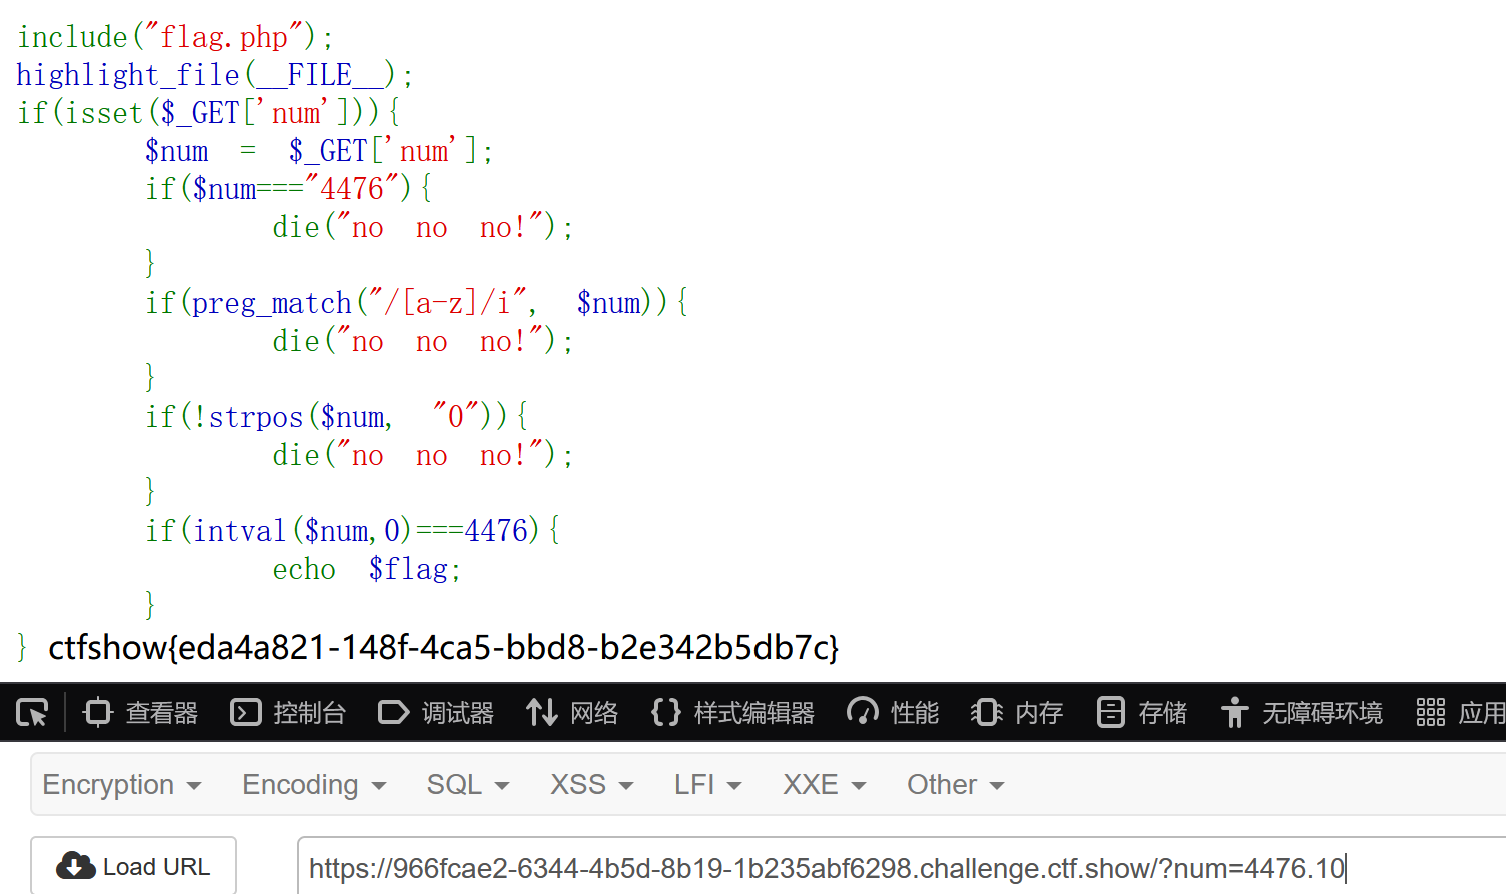 include("flag.php");
highlight_file(__FILE__);
if(isset($_GET['num'])){
$num = $_GET['num'];
if($num==="4476"){
die("no no no!");
}
if(preg_match("/[a-z]/i", $num)){
die("no no no!");
}
if(!strpos($num, "0")){
die("no no no!");
}
if(intval($num,0)===4476){
echo $flag;
}
} ctfshow{eda4a821-148f-4ca5-bbd8-b2e342b5db7c}
查看器 控制台 调试器 网络 样式编辑器 性能 内存 存储 无障碍环境 应用
Encryption Encoding SQL XSS LFI XXE Other
Load URL https://966fcae2-6344-4b5d-8b19-1b235abf6298.challenge.ctf.show/?num=4476.10